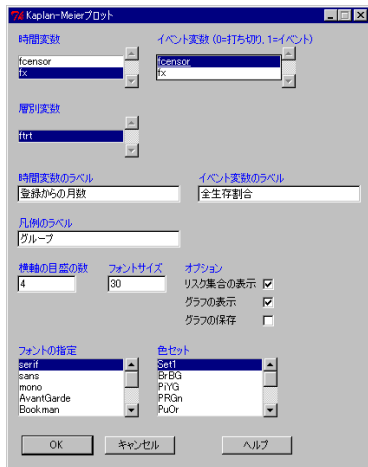 Kaplan-Meierプロット
時間変数
イベント変数 (0=打ち切り, 1=イベント)
fcensor
fx
fcensor
fx
層別変数
ftrt
時間変数のラベル
イベント変数のラベル
登録からの月数
全生存割合
凡例のラベル
グループ
横軸の目盛の数
フォントサイズ
オプション
4
30
リスク集合の表示
グラフの表示
グラフの保存
フォントの指定
色セット
serif
sans
mono
AvantGarde
Bookman
Set1
BrBG
PiYG
PRGn
PuOr
OK
キャンセル
ヘルプ